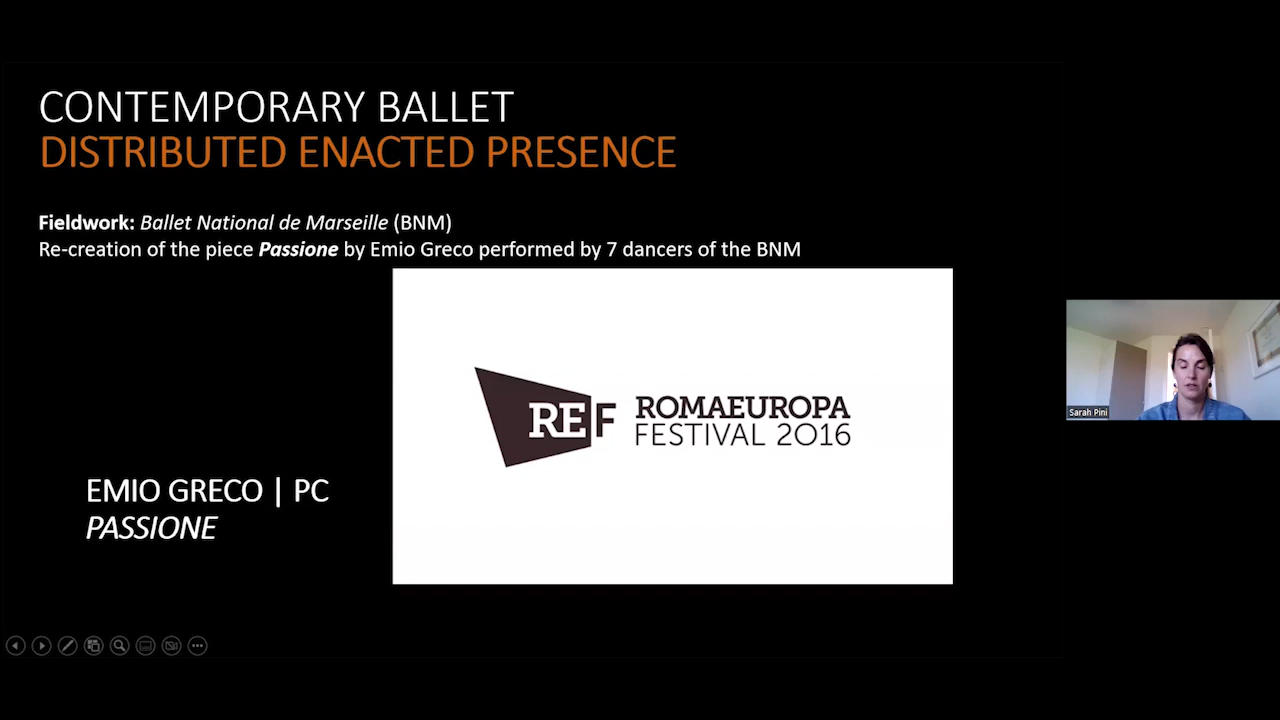 CONTEMPORARY BALLET
DISTRIBUTED ENACTED PRESENCE
Fieldwork: Ballet National de Marseille (BNM)
Re-creation of the piece Passione by Emio Greco performed by 7 dancers of the BNM
REF
ROMAEUROPA
FESTIVAL 2016
EMIO GRECO | PC
PASSIONE
Sarah Pini